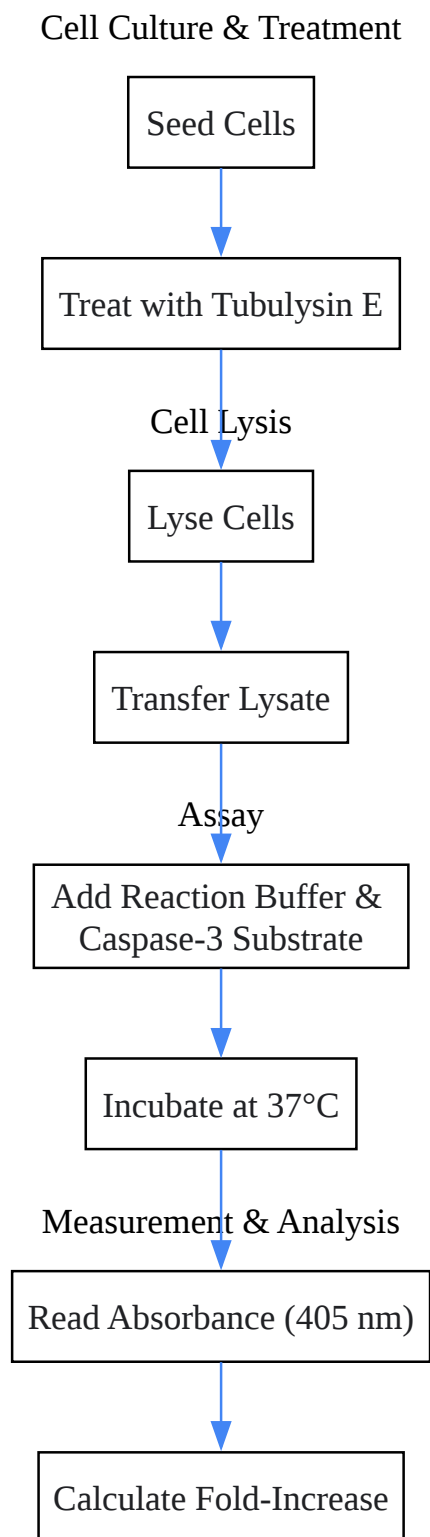 Cell Culture & Treatment
Seed Cells
Treat with Tubulysin E
Cell Lysis
Lyse Cells
Transfer Lysate
Assay
Add Reaction Buffer &
Caspase-3 Substrate
Incubate at 37°C
Measurement & Analysis
Read Absorbance (405 nm)
Calculate Fold-Increase